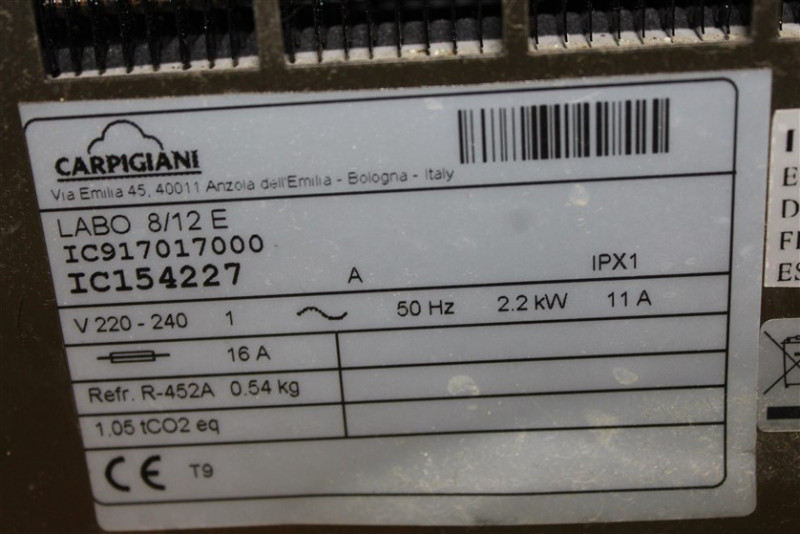 CARPIGIANI
Via Emilia 45, 40011 Anzola dell'Emilia - Bologna - Italy
LABO 8/12 E
IC917017000
IC154227 A IPX1
V 220 - 240 1 50 Hz 2.2 kW 11 A
16 A
Refr. R-452A 0.54 kg
1.05 tCO2 eq
CE T9